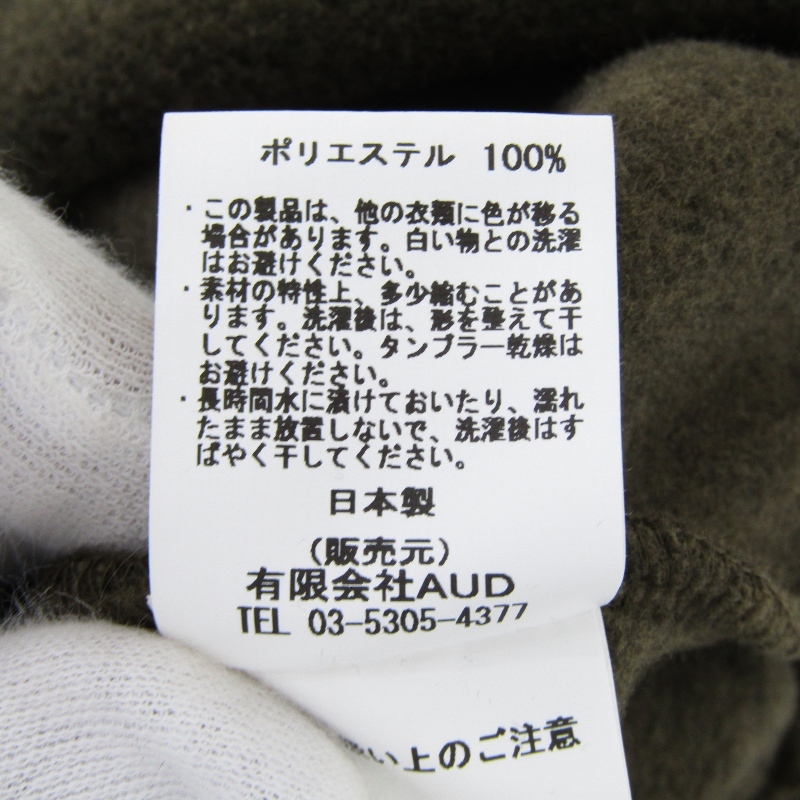 ポリエステル 100%
・この製品は、他の衣類に色が移る
場合があります。白い物との洗濯
はお避けください。
・素材の特性上、多少縮むことがあ
ります。洗濯後は、形を整えて干
してください。タンブラー乾燥は
お避けください。
・長時間水に漬けておいたり、濡れ
たまま放置しないで、洗濯後はす
ばやく干してください。
日本製
(販売元)
有限会社AUD
TEL 03-5305-4377
い上のご注意